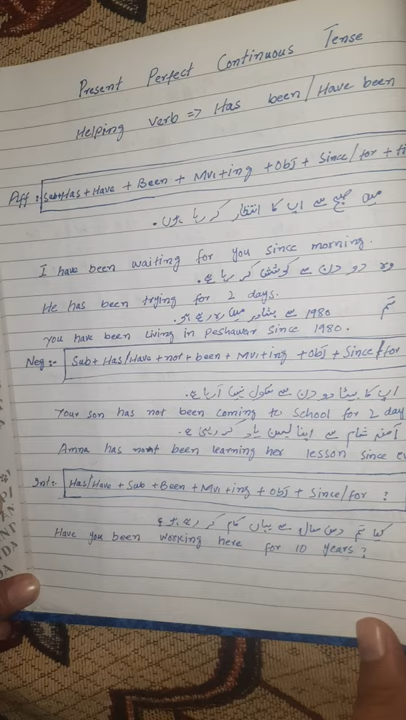 Present Perfect Continuous Tense
Helping verb => Has been/Have been
Aff: Sub+Has+Have + Been + Mv1+ing + Obj + Since/for +
میں صبح سے آپ کا انتظار کر رہا ہوں۔
I have been waiting for you since morning.
وہ دو دن سے کوشش کر رہا ہے۔
He has been trying for 2 days.
تم 1980 سے پشاور میں رہ رہے ہو۔
You have been living in Peshawar since 1980.
Neg:- Sub + Has/Have + not + been + Mv1+ing + Obj + Since/for
آپ کا بیٹا دو دن سے سکول نہیں آ رہا ہے۔
Your son has not been coming to School for 2 day
آمنہ شام سے اپنا لیسن یاد کر رہی ہے۔
Amna has not been learning her lesson since
Int:- Has/Have + Sub + Been + Mv1+ing + Obj + Since/for ?
کیا تم دس سال سے یہاں کام کر رہے ہو؟
Have you been working here for 10 years?